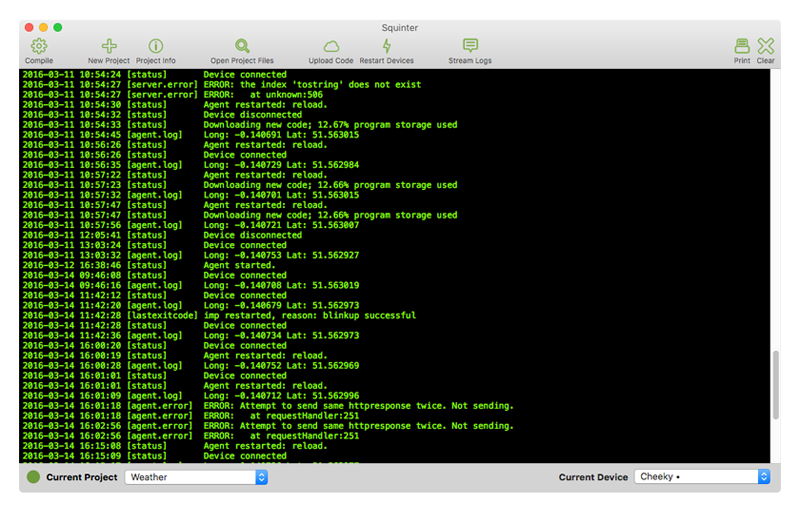 Squinter
Compile New Project Project Info Open Project Files Upload Code Restart Devices Stream Logs Print Clear
2016-03-11 10:54:24 [status] Device connected
2016-03-11 10:54:27 [server.error] ERROR: the index 'tostring' does not exist
2016-03-11 10:54:27 [server.error] ERROR: at unknown:506
2016-03-11 10:54:30 [status] Agent restarted: reload.
2016-03-11 10:54:32 [status] Device disconnected
2016-03-11 10:54:33 [status] Downloading new code; 12.67% program storage used
2016-03-11 10:54:45 [agent.log] Long: -0.140691 Lat: 51.563015
2016-03-11 10:56:26 [status] Agent restarted: reload.
2016-03-11 10:56:26 [status] Device connected
2016-03-11 10:56:35 [agent.log] Long: -0.140729 Lat: 51.562984
2016-03-11 10:57:22 [status] Agent restarted: reload.
2016-03-11 10:57:23 [status] Downloading new code; 12.66% program storage used
2016-03-11 10:57:32 [agent.log] Long: -0.140701 Lat: 51.563015
2016-03-11 10:57:47 [status] Agent restarted: reload.
2016-03-11 10:57:47 [status] Downloading new code; 12.66% program storage used
2016-03-11 10:57:56 [agent.log] Long: -0.140721 Lat: 51.563007
2016-03-11 12:05:41 [status] Device disconnected
2016-03-11 13:03:24 [status] Device connected
2016-03-11 13:03:32 [agent.log] Long: -0.140753 Lat: 51.562927
2016-03-12 16:38:46 [status] Agent started.
2016-03-14 09:46:08 [status] Device connected
2016-03-14 09:46:16 [agent.log] Long: -0.140708 Lat: 51.563019
2016-03-14 11:42:12 [status] Device connected
2016-03-14 11:42:20 [agent.log] Long: -0.140679 Lat: 51.562973
2016-03-14 11:42:28 [lastexitcode] imp restarted, reason: blinkup successful
2016-03-14 11:42:28 [status] Device connected
2016-03-14 11:42:36 [agent.log] Long: -0.140734 Lat: 51.562973
2016-03-14 16:00:20 [status] Device connected
2016-03-14 16:00:19 [status] Agent restarted: reload.
2016-03-14 16:00:28 [agent.log] Long: -0.140752 Lat: 51.562969
2016-03-14 16:01:01 [status] Device connected
2016-03-14 16:01:01 [status] Agent restarted: reload.
2016-03-14 16:01:09 [agent.log] Long: -0.140712 Lat: 51.562996
2016-03-14 16:01:18 [agent.error] ERROR: Attempt to send same httpresponse twice. Not sending.
2016-03-14 16:01:18 [agent.error] ERROR: at requestHandler:251
2016-03-14 16:02:56 [agent.error] ERROR: Attempt to send same httpresponse twice. Not sending.
2016-03-14 16:02:56 [agent.error] ERROR: at requestHandler:251
2016-03-14 16:15:08 [status] Agent restarted: reload.
2016-03-14 16:15:09 [status] Device connected
Current Project Weather Current Device Cheeky •